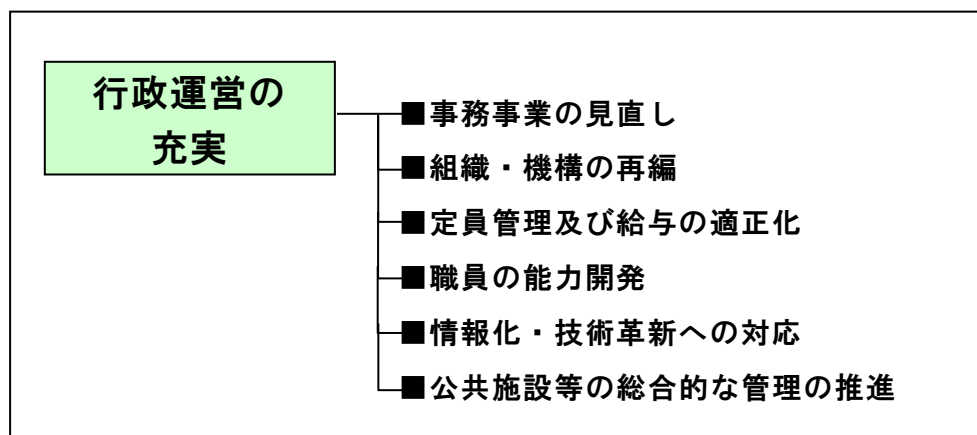 行政運営の
充実
■事務事業の見直し
■組織・機構の再編
■定員管理及び給与の適正化
■職員の能力開発
■情報化・技術革新への対応
■公共施設等の総合的な管理の推進